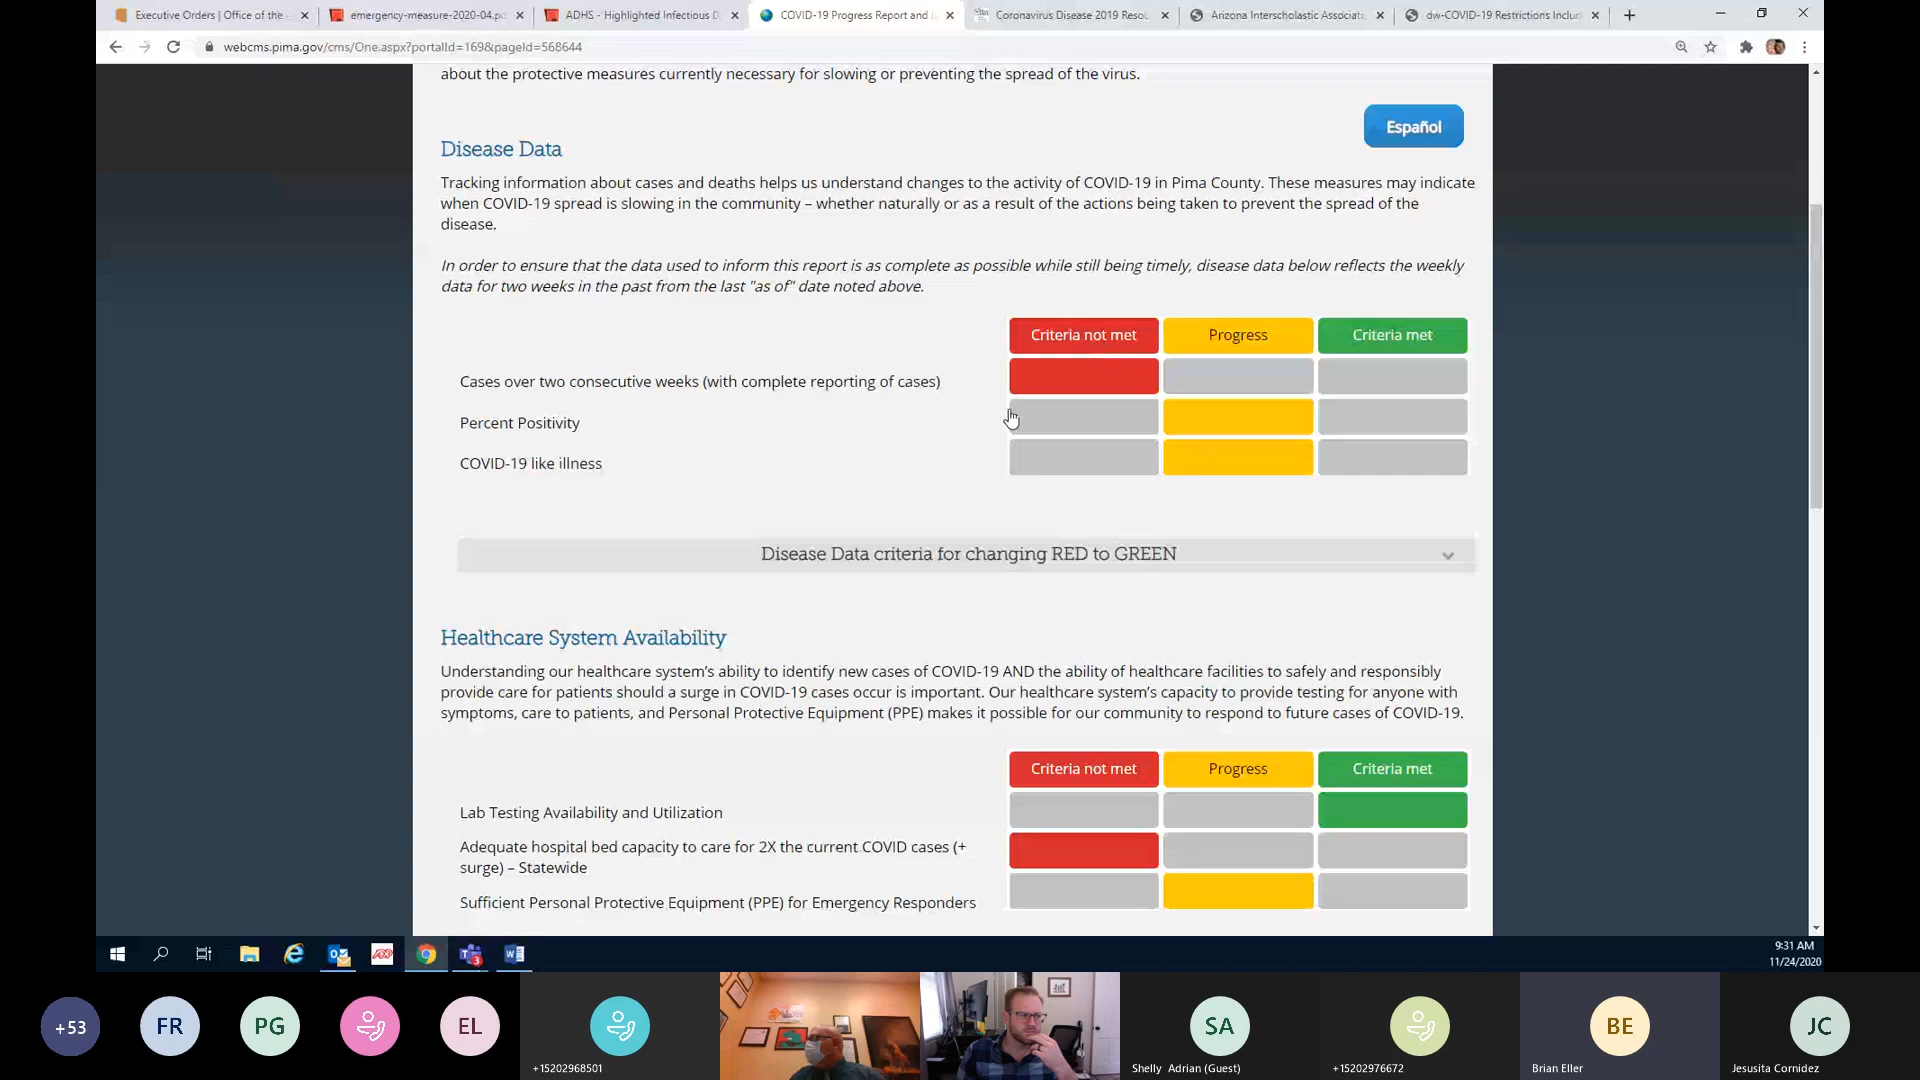 Executive Orders | Office of the
emergency-measure-2020-04.p
ADHS - Highlighted Infectious D
COVID-19 Progress Report and
Coronavirus Disease 2019 Resou
Arizona Interscholastic Associati
dw-COVID-19 Restrictions Includ
webcms.pima.gov/cms/One.aspx?portalId=169&pageId=568644
about the protective measures currently necessary for slowing or preventing the spread of the virus.
Español
Disease Data
Tracking information about cases and deaths helps us understand changes to the activity of COVID-19 in Pima County. These measures may indicate
when COVID-19 spread is slowing in the community – whether naturally or as a result of the actions being taken to prevent the spread of the
disease.
In order to ensure that the data used to inform this report is as complete as possible while still being timely, disease data below reflects the weekly
data for two weeks in the past from the last "as of" date noted above.
Criteria not met Progress Criteria met
Cases over two consecutive weeks (with complete reporting of cases)
Percent Positivity
COVID-19 like illness
Disease Data criteria for changing RED to GREEN
Healthcare System Availability
Understanding our healthcare system's ability to identify new cases of COVID-19 AND the ability of healthcare facilities to safely and responsibly
provide care for patients should a surge in COVID-19 cases occur is important. Our healthcare system's capacity to provide testing for anyone with
symptoms, care to patients, and Personal Protective Equipment (PPE) makes it possible for our community to respond to future cases of COVID-19.
Criteria not met Progress Criteria met
Lab Testing Availability and Utilization
Adequate hospital bed capacity to care for 2X the current COVID cases (+
surge) – Statewide
Sufficient Personal Protective Equipment (PPE) for Emergency Responders
9:31 AM
11/24/2020
+53
FR
PG
EL
+15202968501
SA
Shelly Adrian (Guest)
+15202976672
BE
Brian Eller
JC
Jesusita Cornidez